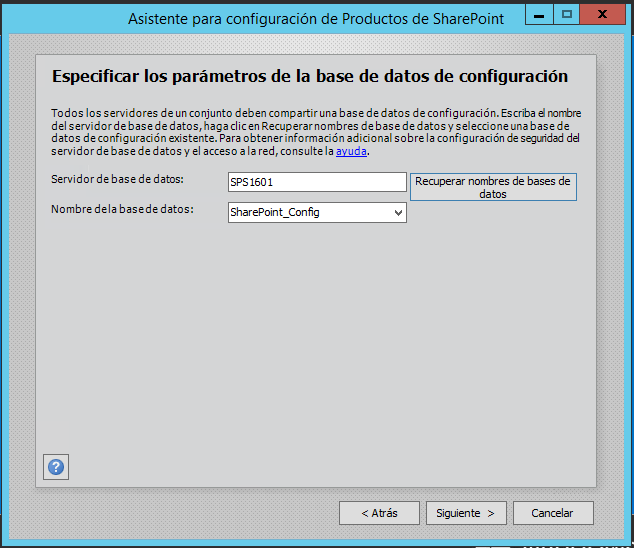 Asistente para configuración de Productos de SharePoint
Especificar los parámetros de la base de datos de configuración
Todos los servidores de un conjunto deben compartir una base de datos de configuración. Escriba el nombre
del servidor de base de datos, haga clic en Recuperar nombres de base de datos y seleccione una base de
datos de configuración existente. Para obtener información adicional sobre la configuración de seguridad del
servidor de base de datos y el acceso a la red, consulte la ayuda.
Servidor de base de datos:
SPS1601
Recuperar nombres de bases de
datos
Nombre de la base de datos:
SharePoint_Config
?
< Atrás
Siguiente >
Cancelar